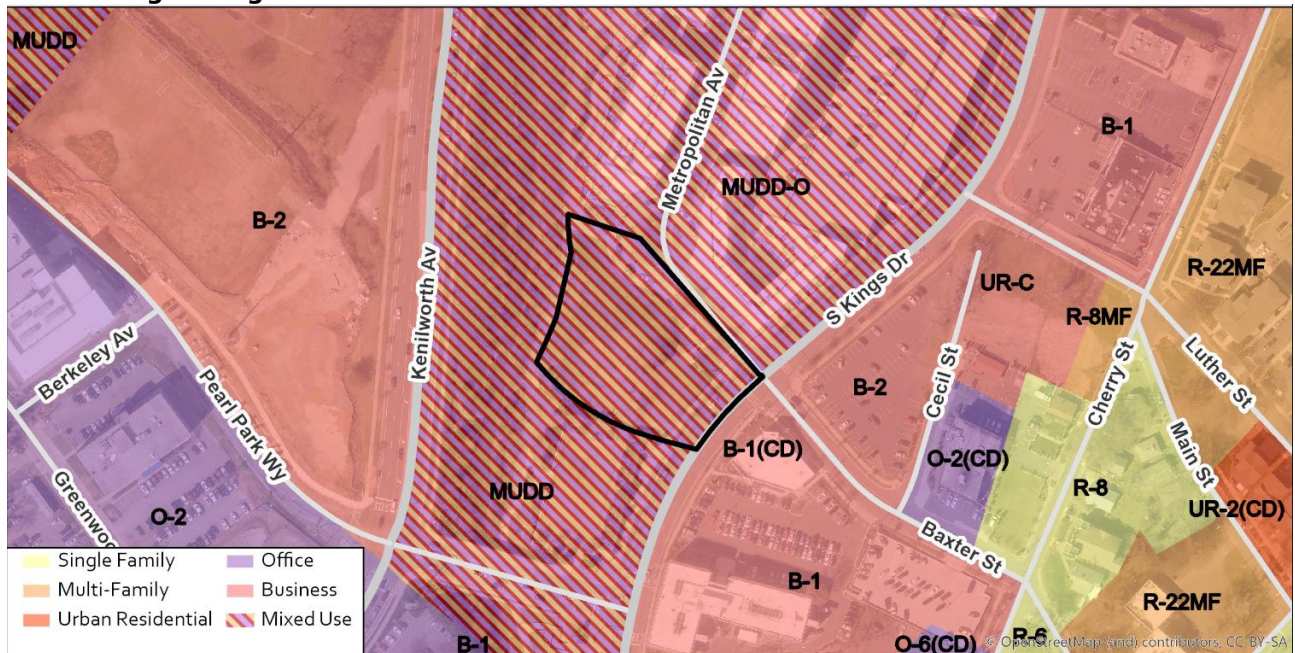 MUDD
Metropolitan Av
B-1
MUDD-O
B-2
Kenilworth Av
S Kings Dr
UR-C
R-22MF
R-8MF
Berkeley Av
Pearl Park Wy
Cecil St
B-2
Cherry St
Luther St
Main St
B-1(CD)
O-2(CD)
MUDD
R-8
UR-2(CD)
O-2
Baxter St
B-1
R-22MF
B-1
O-6(CD)
R-6
Single Family
Multi-Family
Urban Residential
Office
Business
Mixed Use
© OpenStreetMap (and) contributors, CC-BY-SA